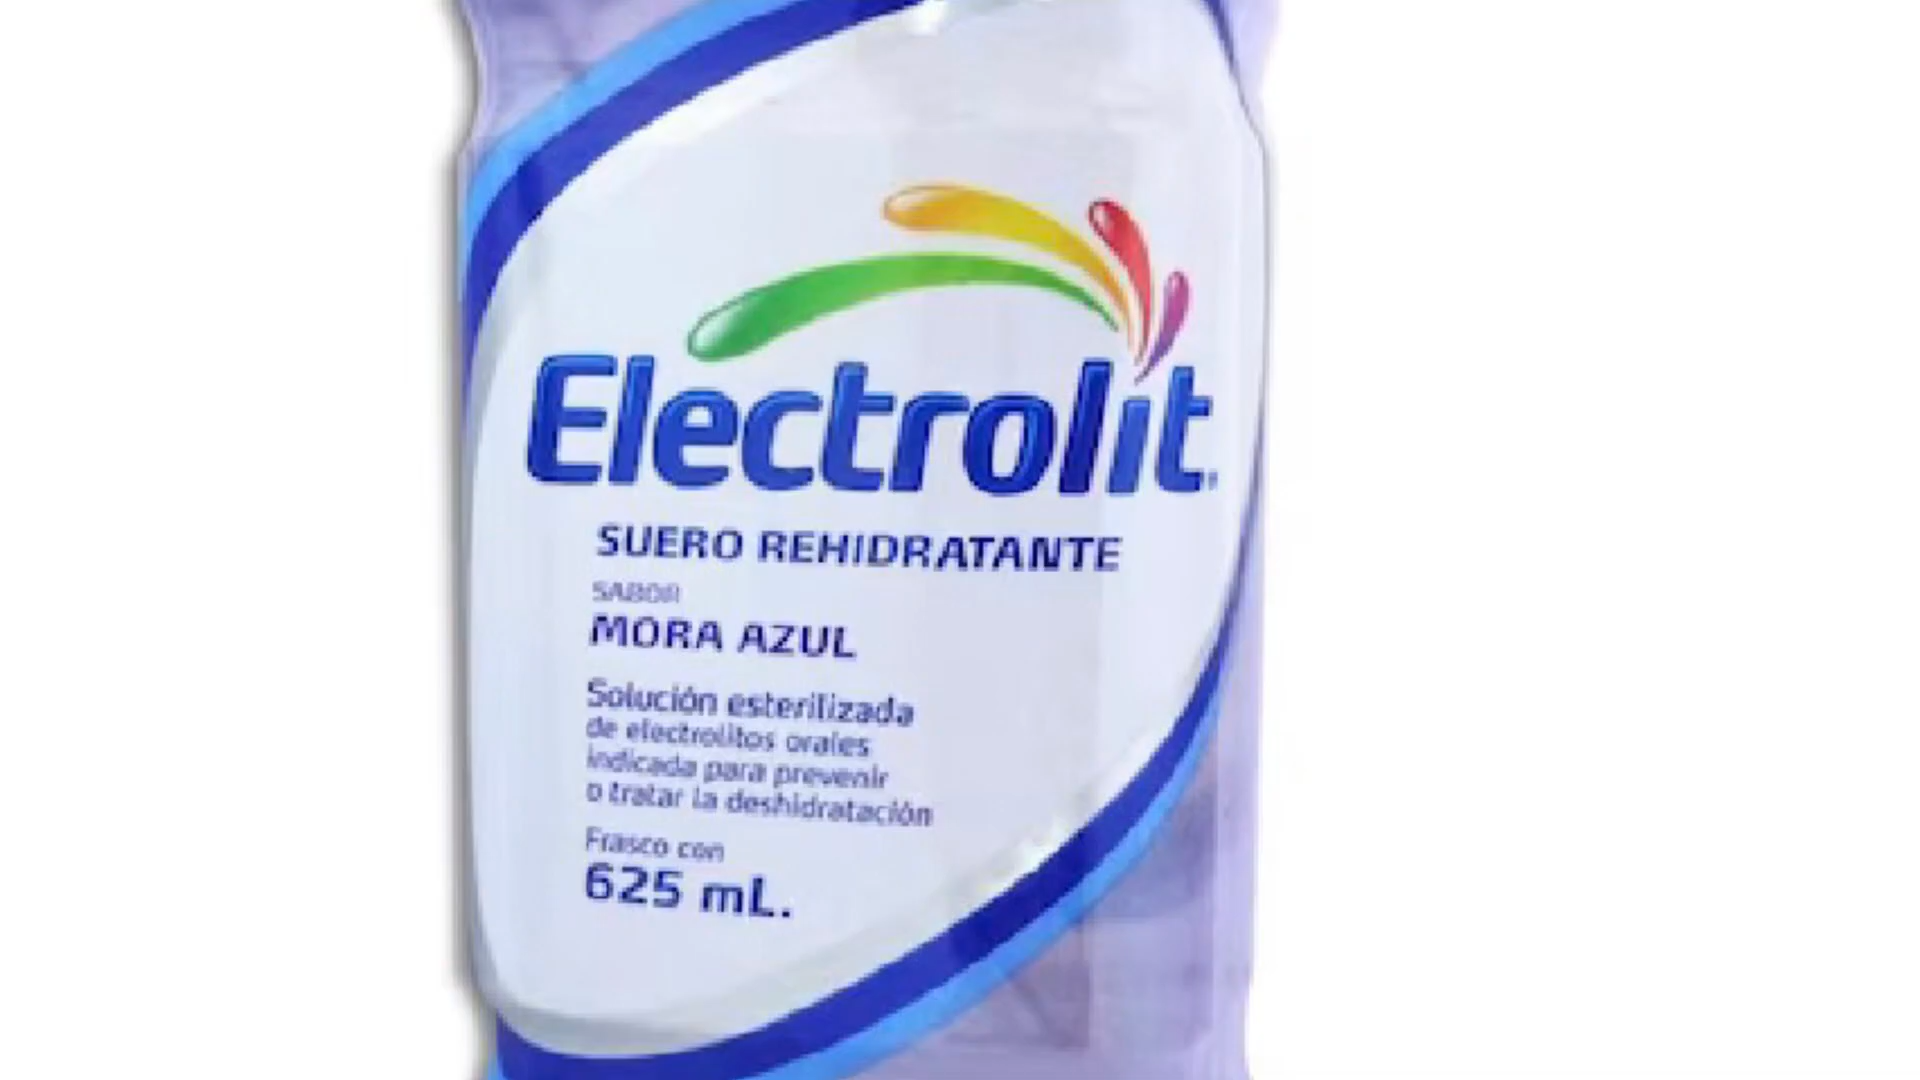 Electrolit
SUERO REHIDRATANTE
SABOR
MORA AZUL
Solución esterilizada
de electrolitos orales
indicada para prevenir
o tratar la deshidratación
Frasco con
625 mL.